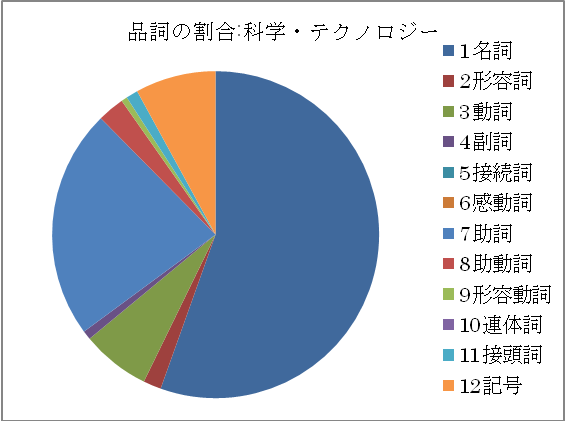 品詞の割合:科学・テクノロジー
1名詞
2形容詞
3動詞
4副詞
5接続詞
6感動詞
7助詞
8助動詞
9形容動詞
10連体詞
11接頭詞
12記号